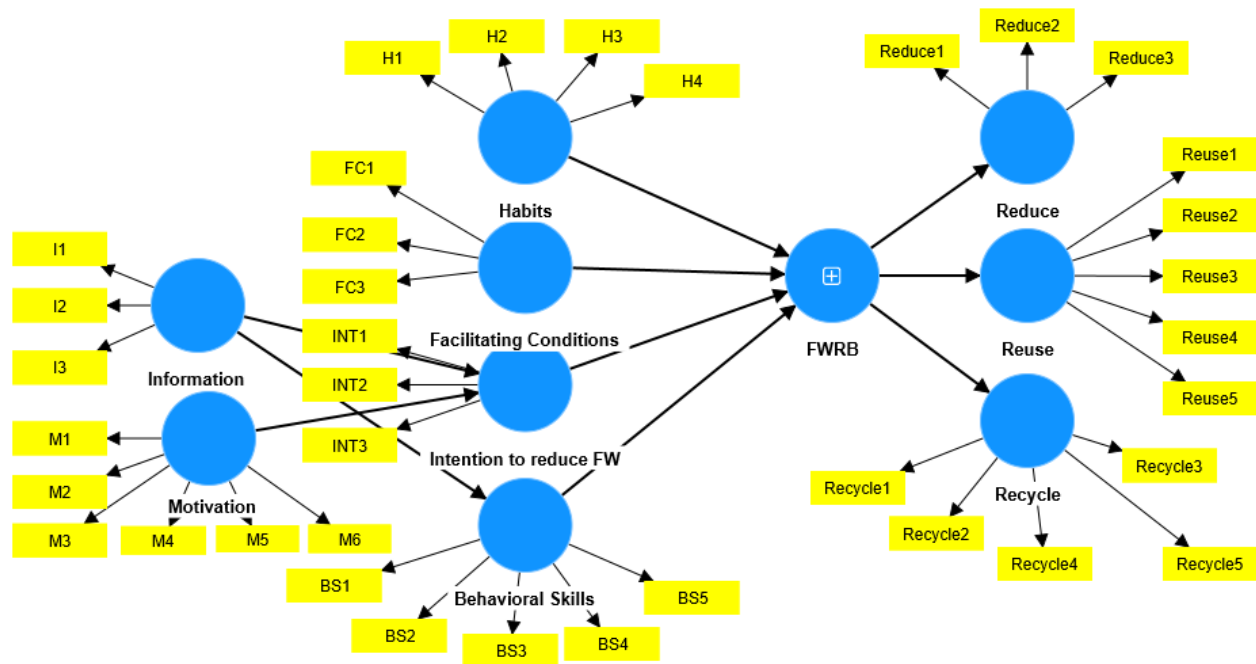 H1
H2
H3
H4
Reduce1
Reduce2
Reduce3
FC1
FC2
FC3
Habits
Reduce
Reuse1
Reuse2
Reuse3
Reuse4
Reuse5
I1
I2
I3
Information
INT1
INT2
INT3
Facilitating Conditions
FWRB
Reuse
M1
M2
M3
M4
M5
M6
Motivation
Intention to reduce FW
Recycle1
Recycle2
Recycle3
Recycle4
Recycle5
Recycle
BS1
BS2
BS3
BS4
BS5
Behavioral Skills